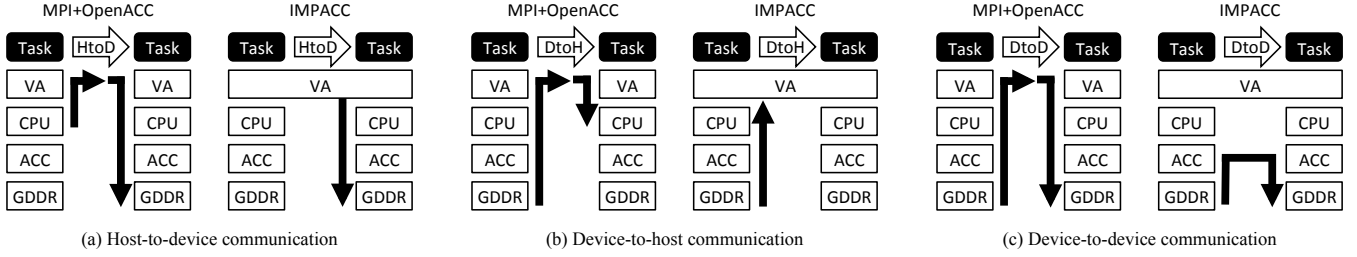 MPI+OpenACC IMPACC MPI+OpenACC IMPACC MPI+OpenACC IMPACC
Task HtoD Task Task HtoD Task Task DtoH Task Task DtoH Task Task DtoD Task Task DtoD Task
VA VA VA VA VA VA VA VA VA
CPU CPU CPU CPU CPU CPU CPU CPU CPU CPU CPU CPU
ACC ACC ACC ACC ACC ACC ACC ACC ACC ACC ACC ACC
GDDR GDDR GDDR GDDR GDDR GDDR GDDR GDDR GDDR GDDR GDDR GDDR
(a) Host-to-device communication (b) Device-to-host communication (c) Device-to-device communication